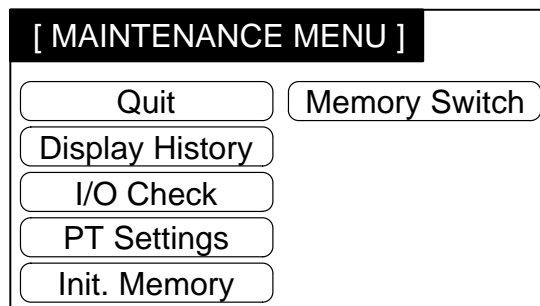 [ MAINTENANCE MENU ]
Quit
Memory Switch
Display History
I/O Check
PT Settings
Init. Memory